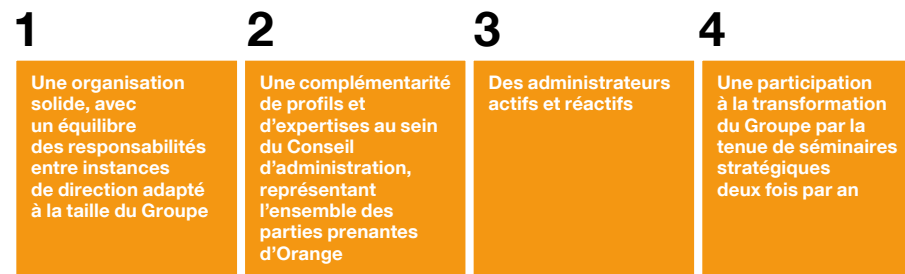 1
Une organisation
solide, avec
un équilibre
des responsabilités
entre instances
de direction adapté
à la taille du Groupe
2
Une complémentarité
de profils et
d'expertises au sein
du Conseil
d'administration,
représentant
l'ensemble des
parties prenantes
d'Orange
3
Des administrateurs
actifs et réactifs
4
Une participation
à la transformation
du Groupe par la
tenue de séminaires
stratégiques
deux fois par an